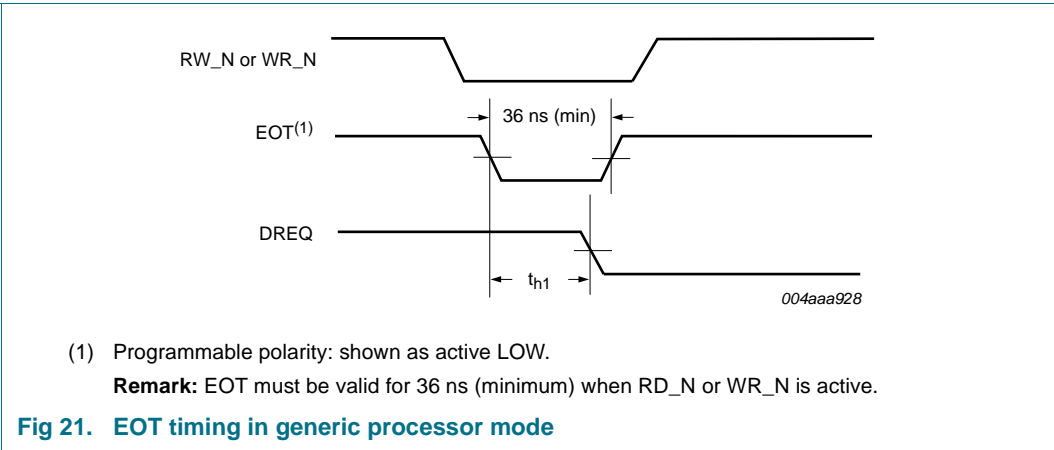 RW_N or WR_N
36 ns (min)
EOT(1)
DREQ
th1
004aaa928
(1) Programmable polarity: shown as active LOW.
Remark: EOT must be valid for 36 ns (minimum) when RD_N or WR_N is active.
Fig 21. EOT timing in generic processor mode